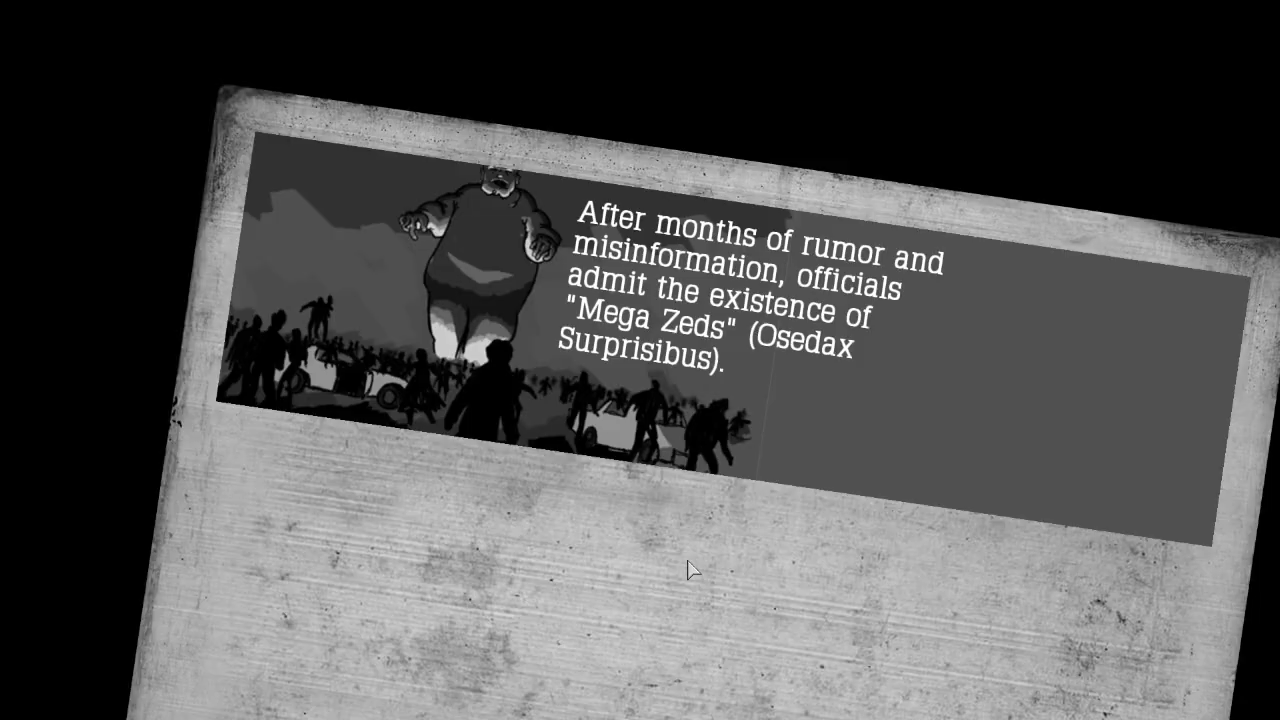 After months of rumor and
misinformation, officials
admit the existence of
"Mega Zeds" (Osedax
Surprisibus).